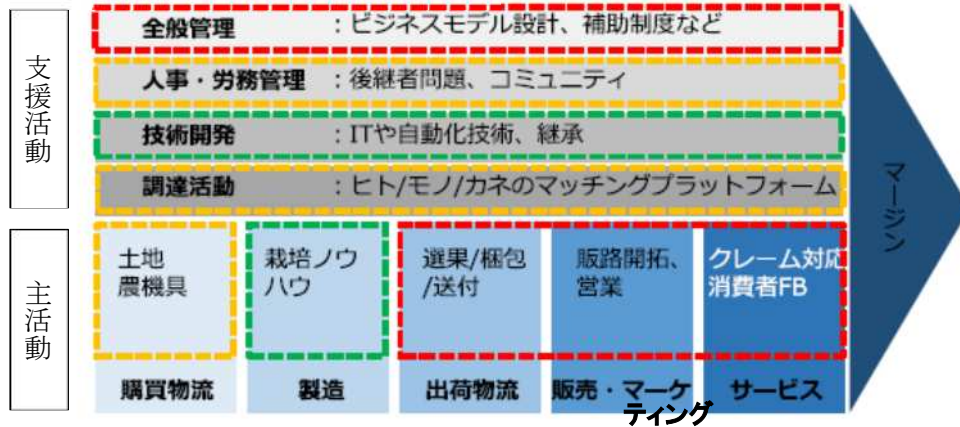 支援活動
全般管理 :ビジネスモデル設計、補助制度など
人事・労務管理 :後継者問題、コミュニティ
技術開発 :ITや自動化技術、継承
調達活動 :ヒト/モノ/カネのマッチングプラットフォーム
マージン
主活動
土地
農機具
栽培ノウ
ハウ
選果/梱包
/送付
販路開拓、
営業
クレーム対応
消費者FB
購買物流
製造
出荷物流
販売・マーケ
ティング
サービス